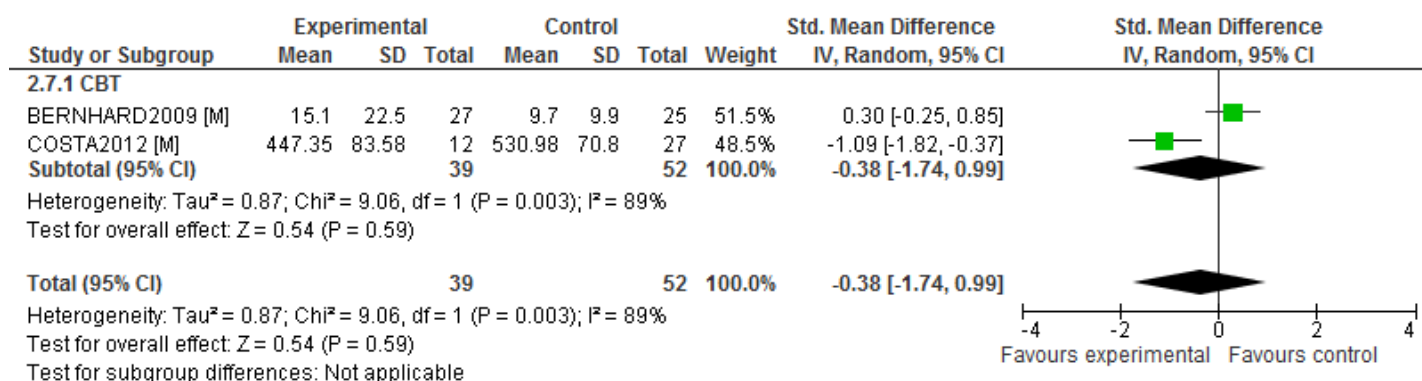 Experimental Control Std. Mean Difference Std. Mean Difference
Study or Subgroup Mean SD Total Mean SD Total Weight IV, Random, 95% CI IV, Random, 95% CI
2.7.1 CBT
BERNHARD2009 [M] 15.1 22.5 27 9.7 9.9 25 51.5% 0.30 [-0.25, 0.85]
COSTA2012 [M] 447.35 83.58 12 530.98 70.8 27 48.5% -1.09 [-1.82, -0.37]
Subtotal (95% CI) 39 52 100.0% -0.38 [-1.74, 0.99]
Heterogeneity: Tau² = 0.87; Chi² = 9.06, df = 1 (P = 0.003); I² = 89%
Test for overall effect: Z = 0.54 (P = 0.59)
Total (95% CI) 39 52 100.0% -0.38 [-1.74, 0.99]
Heterogeneity: Tau² = 0.87; Chi² = 9.06, df = 1 (P = 0.003); I² = 89%
Test for overall effect: Z = 0.54 (P = 0.59)
Test for subgroup differences: Not applicable
-4 -2 0 2 4
Favours experimental Favours control